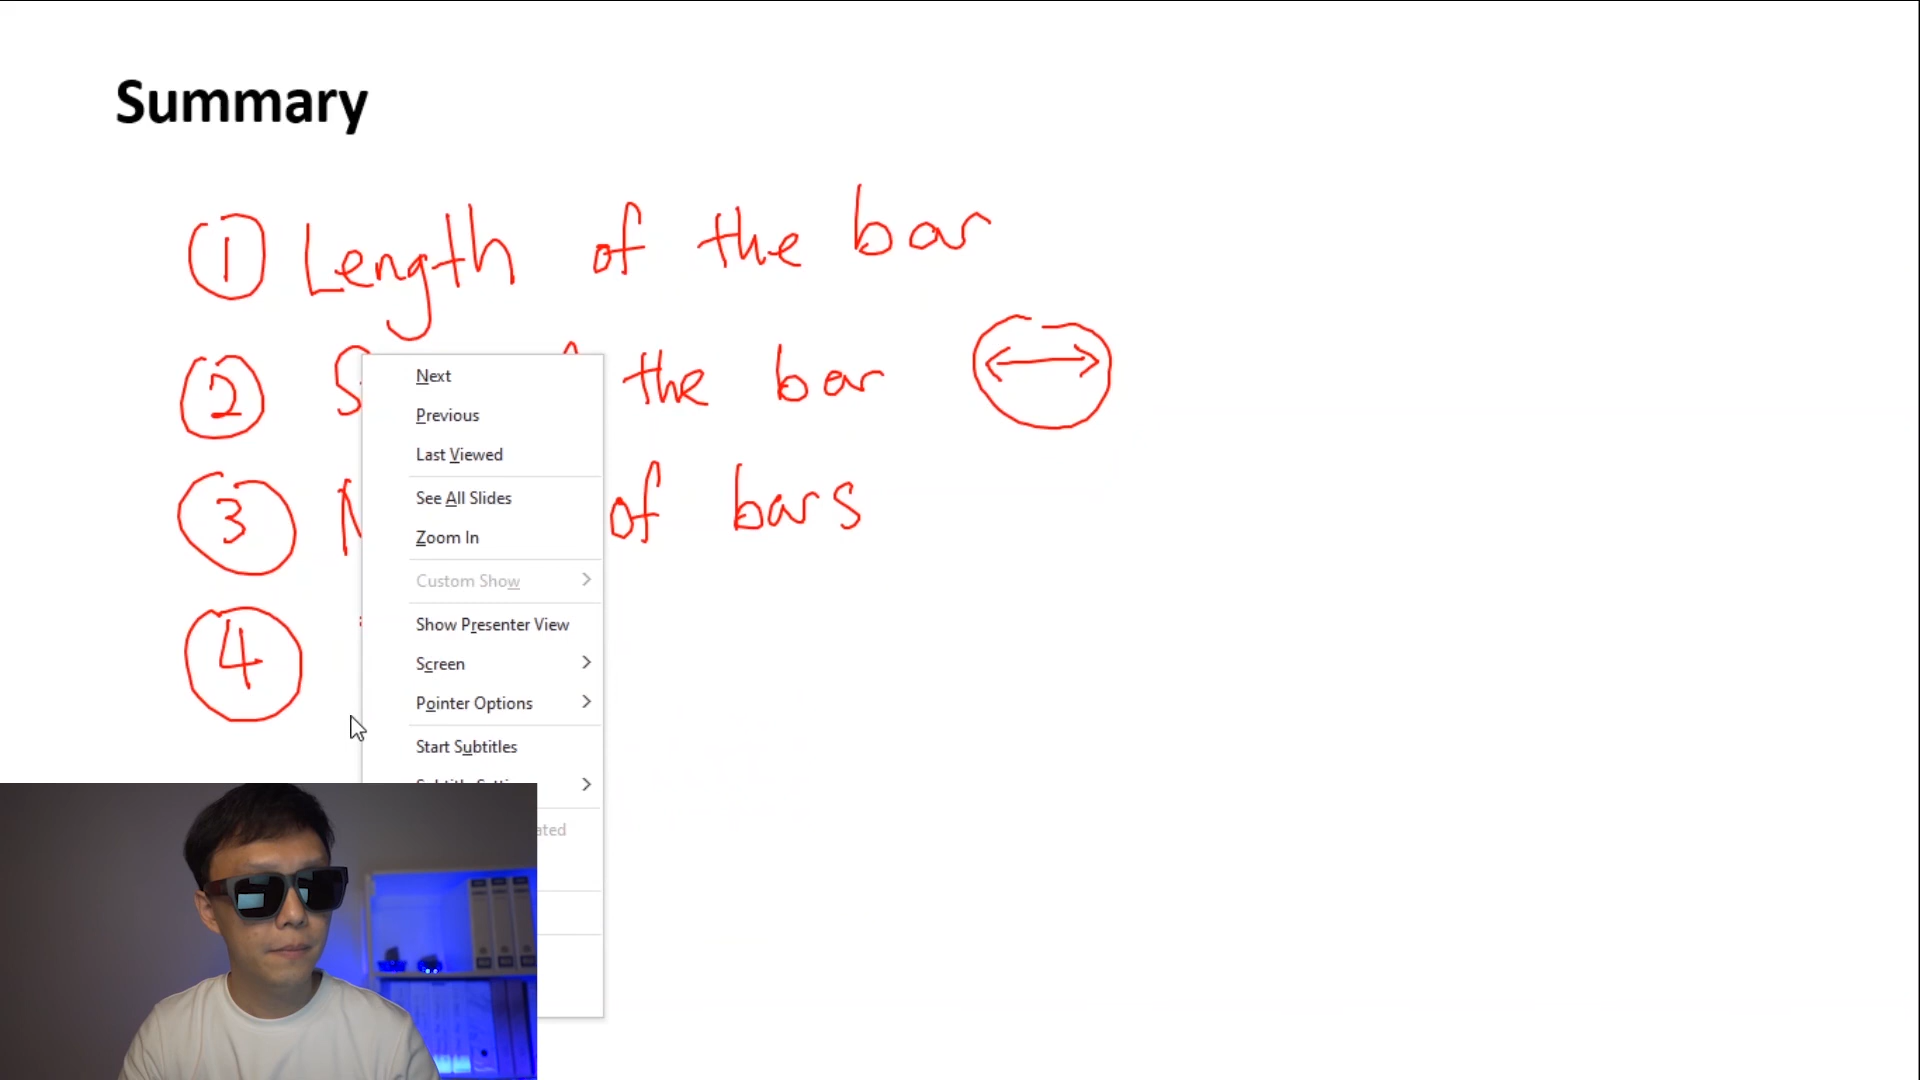 Summary
1 Length of the bar
2 the bar
3 of bars
4
Next
Previous
Last Viewed
See All Slides
Zoom In
Custom Show
Show Presenter View
Screen
Pointer Options
Start Subtitles